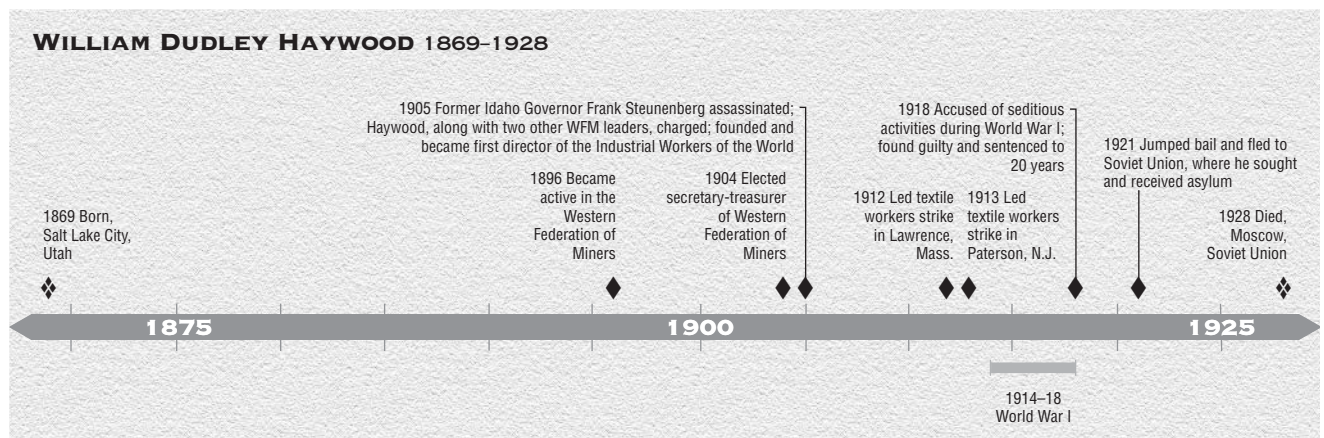 WILLIAM DUDLEY HAYWOOD 1869–1928
1869 Born,
Salt Lake City,
Utah
1896 Became
active in the
Western
Federation of
Miners
1904 Elected
secretary-treasurer
of Western
Federation of
Miners
1905 Former Idaho Governor Frank Steunenberg assassinated;
Haywood, along with two other WFM leaders, charged; founded and
became first director of the Industrial Workers of the World
1912 Led textile
workers strike
in Lawrence,
Mass.
1913 Led
textile workers
strike in
Paterson, N.J.
1918 Accused of seditious
activities during World War I;
found guilty and sentenced to
20 years
1921 Jumped bail and fled to
Soviet Union, where he sought
and received asylum
1928 Died,
Moscow,
Soviet Union
1875
1900
1925
1914–18
World War I